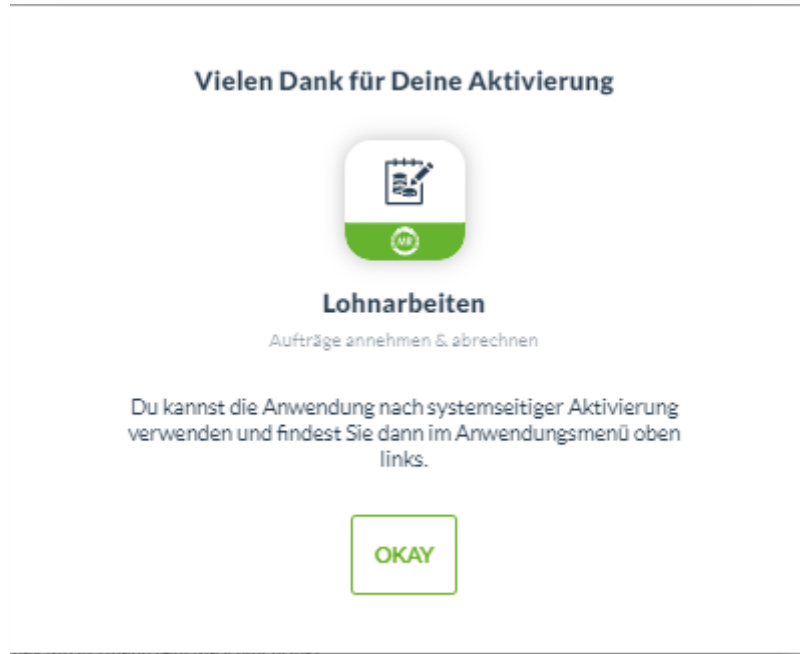 Vielen Dank für Deine Aktivierung
MR
Lohnarbeiten
Aufträge annehmen & abrechnen
Du kannst die Anwendung nach systemseitiger Aktivierung
verwenden und findest Sie dann im Anwendungsmenü oben
links.
OKAY